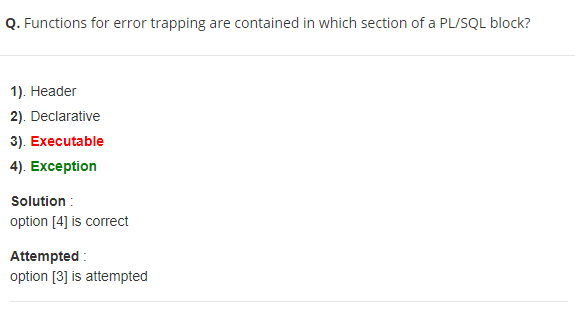 Q. Functions for error trapping are contained in which section of a PL/SQL block?
1). Header
2). Declarative
3). Executable
4). Exception
Solution :
option [4] is correct
Attempted :
option [3] is attempted